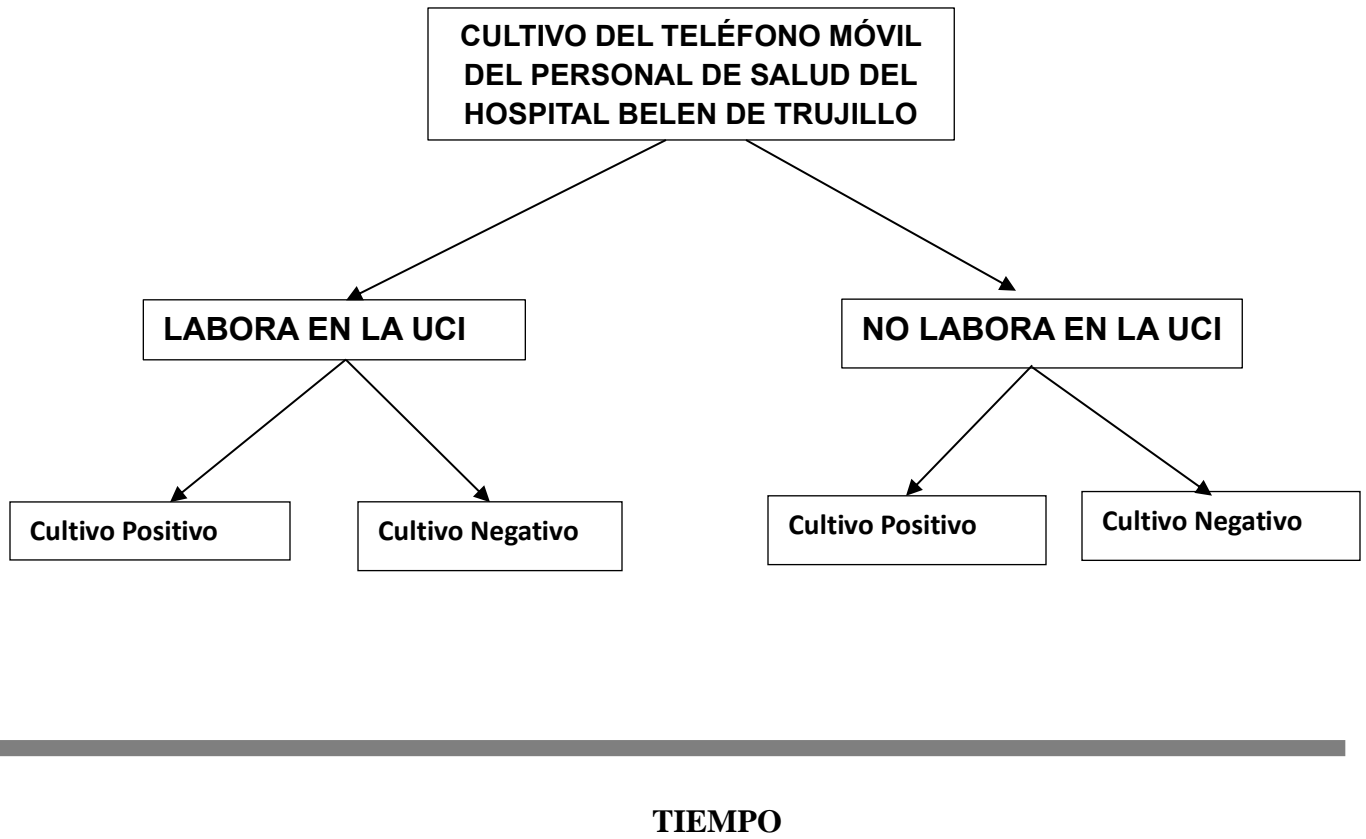 CULTIVO DEL TELÉFONO MÓVIL
DEL PERSONAL DE SALUD DEL
HOSPITAL BELEN DE TRUJILLO
LABORA EN LA UCI
NO LABORA EN LA UCI
Cultivo Positivo
Cultivo Negativo
Cultivo Positivo
Cultivo Negativo
TIEMPO